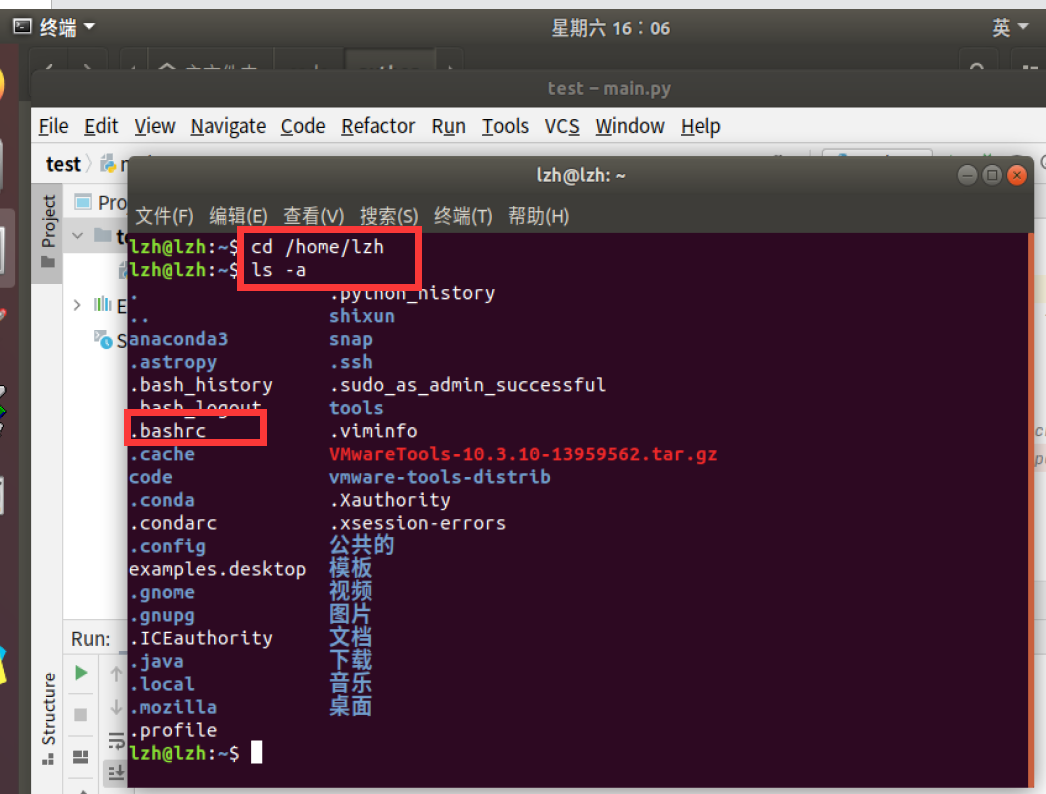 终端
星期六 16：06
英
test – main.py
File Edit View Navigate Code Refactor Run Tools VCS Window Help
test
lzh@lzh: ~
Project
Pro
文件(F) 编辑(E) 查看(V) 搜索(S) 终端(T) 帮助(H)
lzh@lzh:~$ cd /home/lzh
lzh@lzh:~$ ls -a
. .python_history
.. shixun
anaconda3 snap
.astropy .ssh
.bash_history .sudo_as_admin_successful
.bash_logout tools
.bashrc .viminfo
.cache VMwareTools-10.3.10-13959562.tar.gz
code vmware-tools-distrib
.conda .Xauthority
.condarc .xsession-errors
.config 公共的
examples.desktop 模板
.gnome 视频
.gnupg 图片
.ICEauthority 文档
.java 下载
.local 音乐
.mozilla 桌面
.profile
lzh@lzh:~$
Run:
Structure